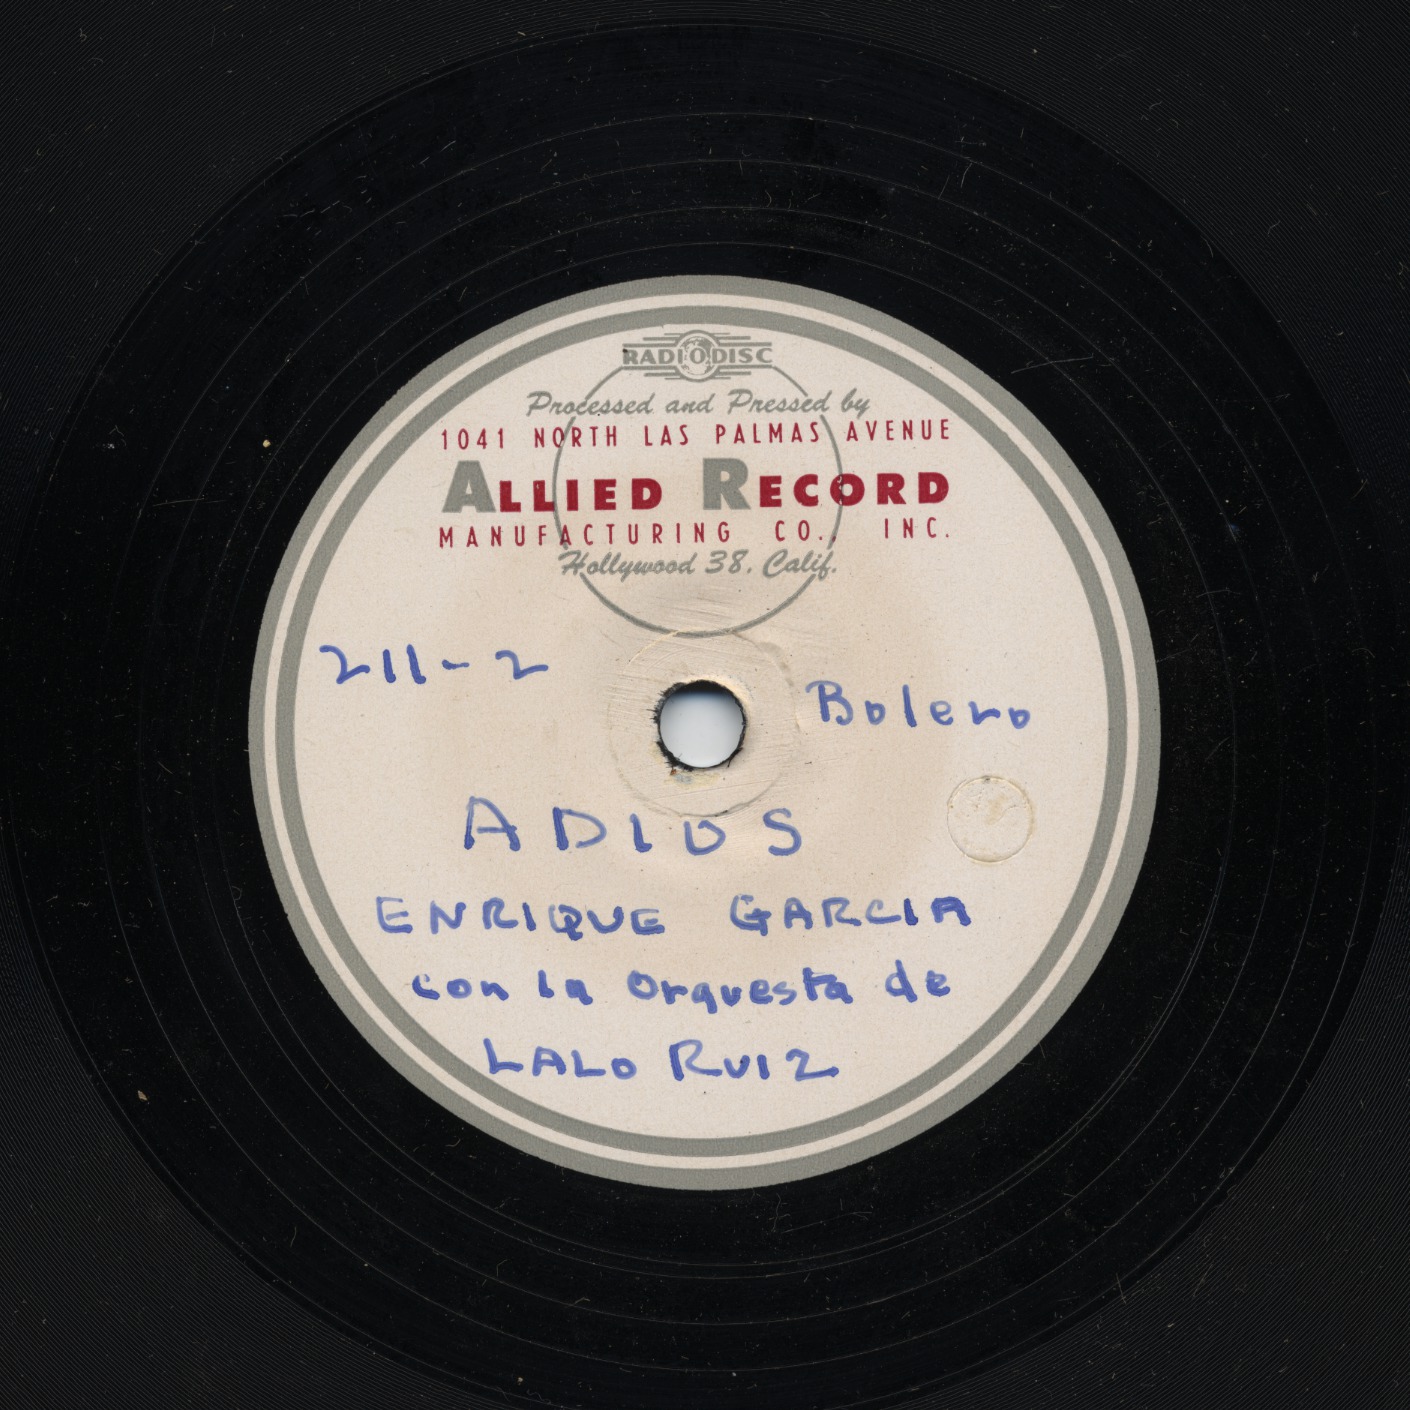 RADIODISC
Processed and Pressed by
1041 NORTH LAS PALMAS AVENUE
ALLIED RECORD
MANUFACTURING CO., INC.
Hollywood 38, Calif.
211-2
Bolero
ADIOS
ENRIQUE GARCIA
con la Orquesta de
LALO RUIZ